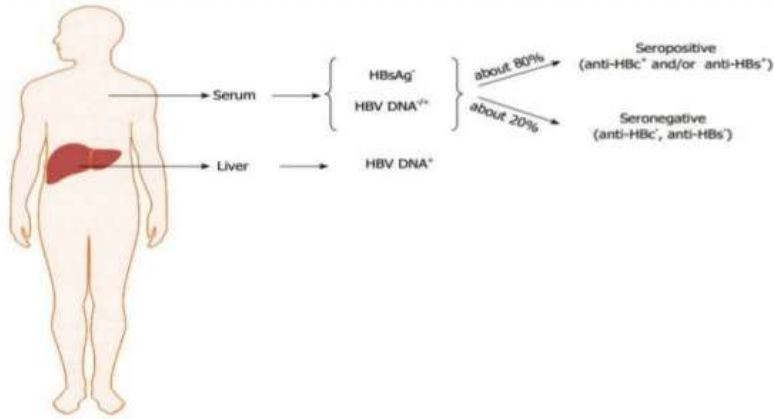 Serum
HBsAg⁻
HBV DNA⁻/⁺
about 80%
Seropositive
(anti-HBc⁺ and/or anti-HBs⁺)
about 20%
Seronegative
(anti-HBc⁻, anti-HBs⁻)
Liver
HBV DNA⁺